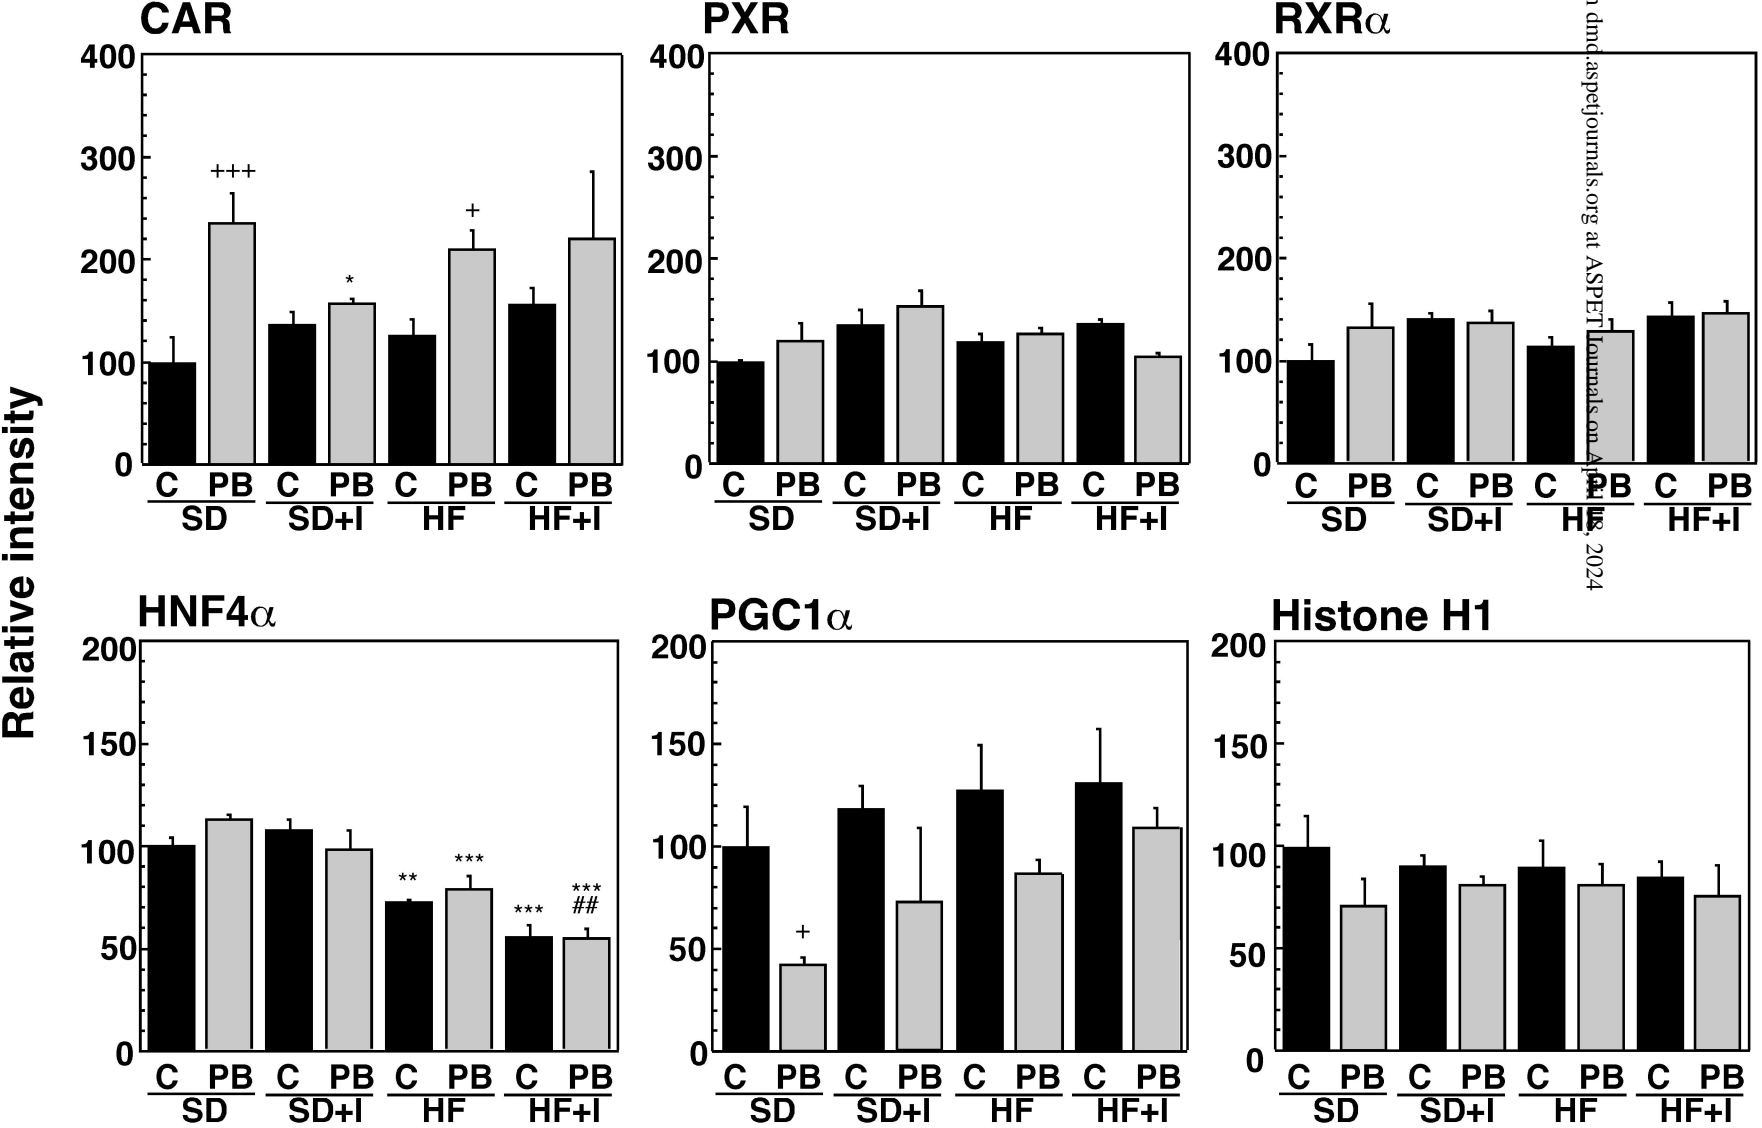 CAR
PXR
RXRα
400
300
200
100
0
+++
*
+
C PB C PB C PB C PB
SD SD+I HF HF+I
400
300
200
100
0
C PB C PB C PB C PB
SD SD+I HF HF+I
400
300
200
100
0
C PB C PB C PB C PB
SD SD+I HF HF+I
Relative intensity
dmd.aspetjournals.org at ASPET Journals on April 2024
HNF4α
PGC1α
Histone H1
200
150
100
50
0
**
***
***
***
##
C PB C PB C PB C PB
SD SD+I HF HF+I
200
150
100
50
0
+
C PB C PB C PB C PB
SD SD+I HF HF+I
200
150
100
50
0
C PB C PB C PB C PB
SD SD+I HF HF+I